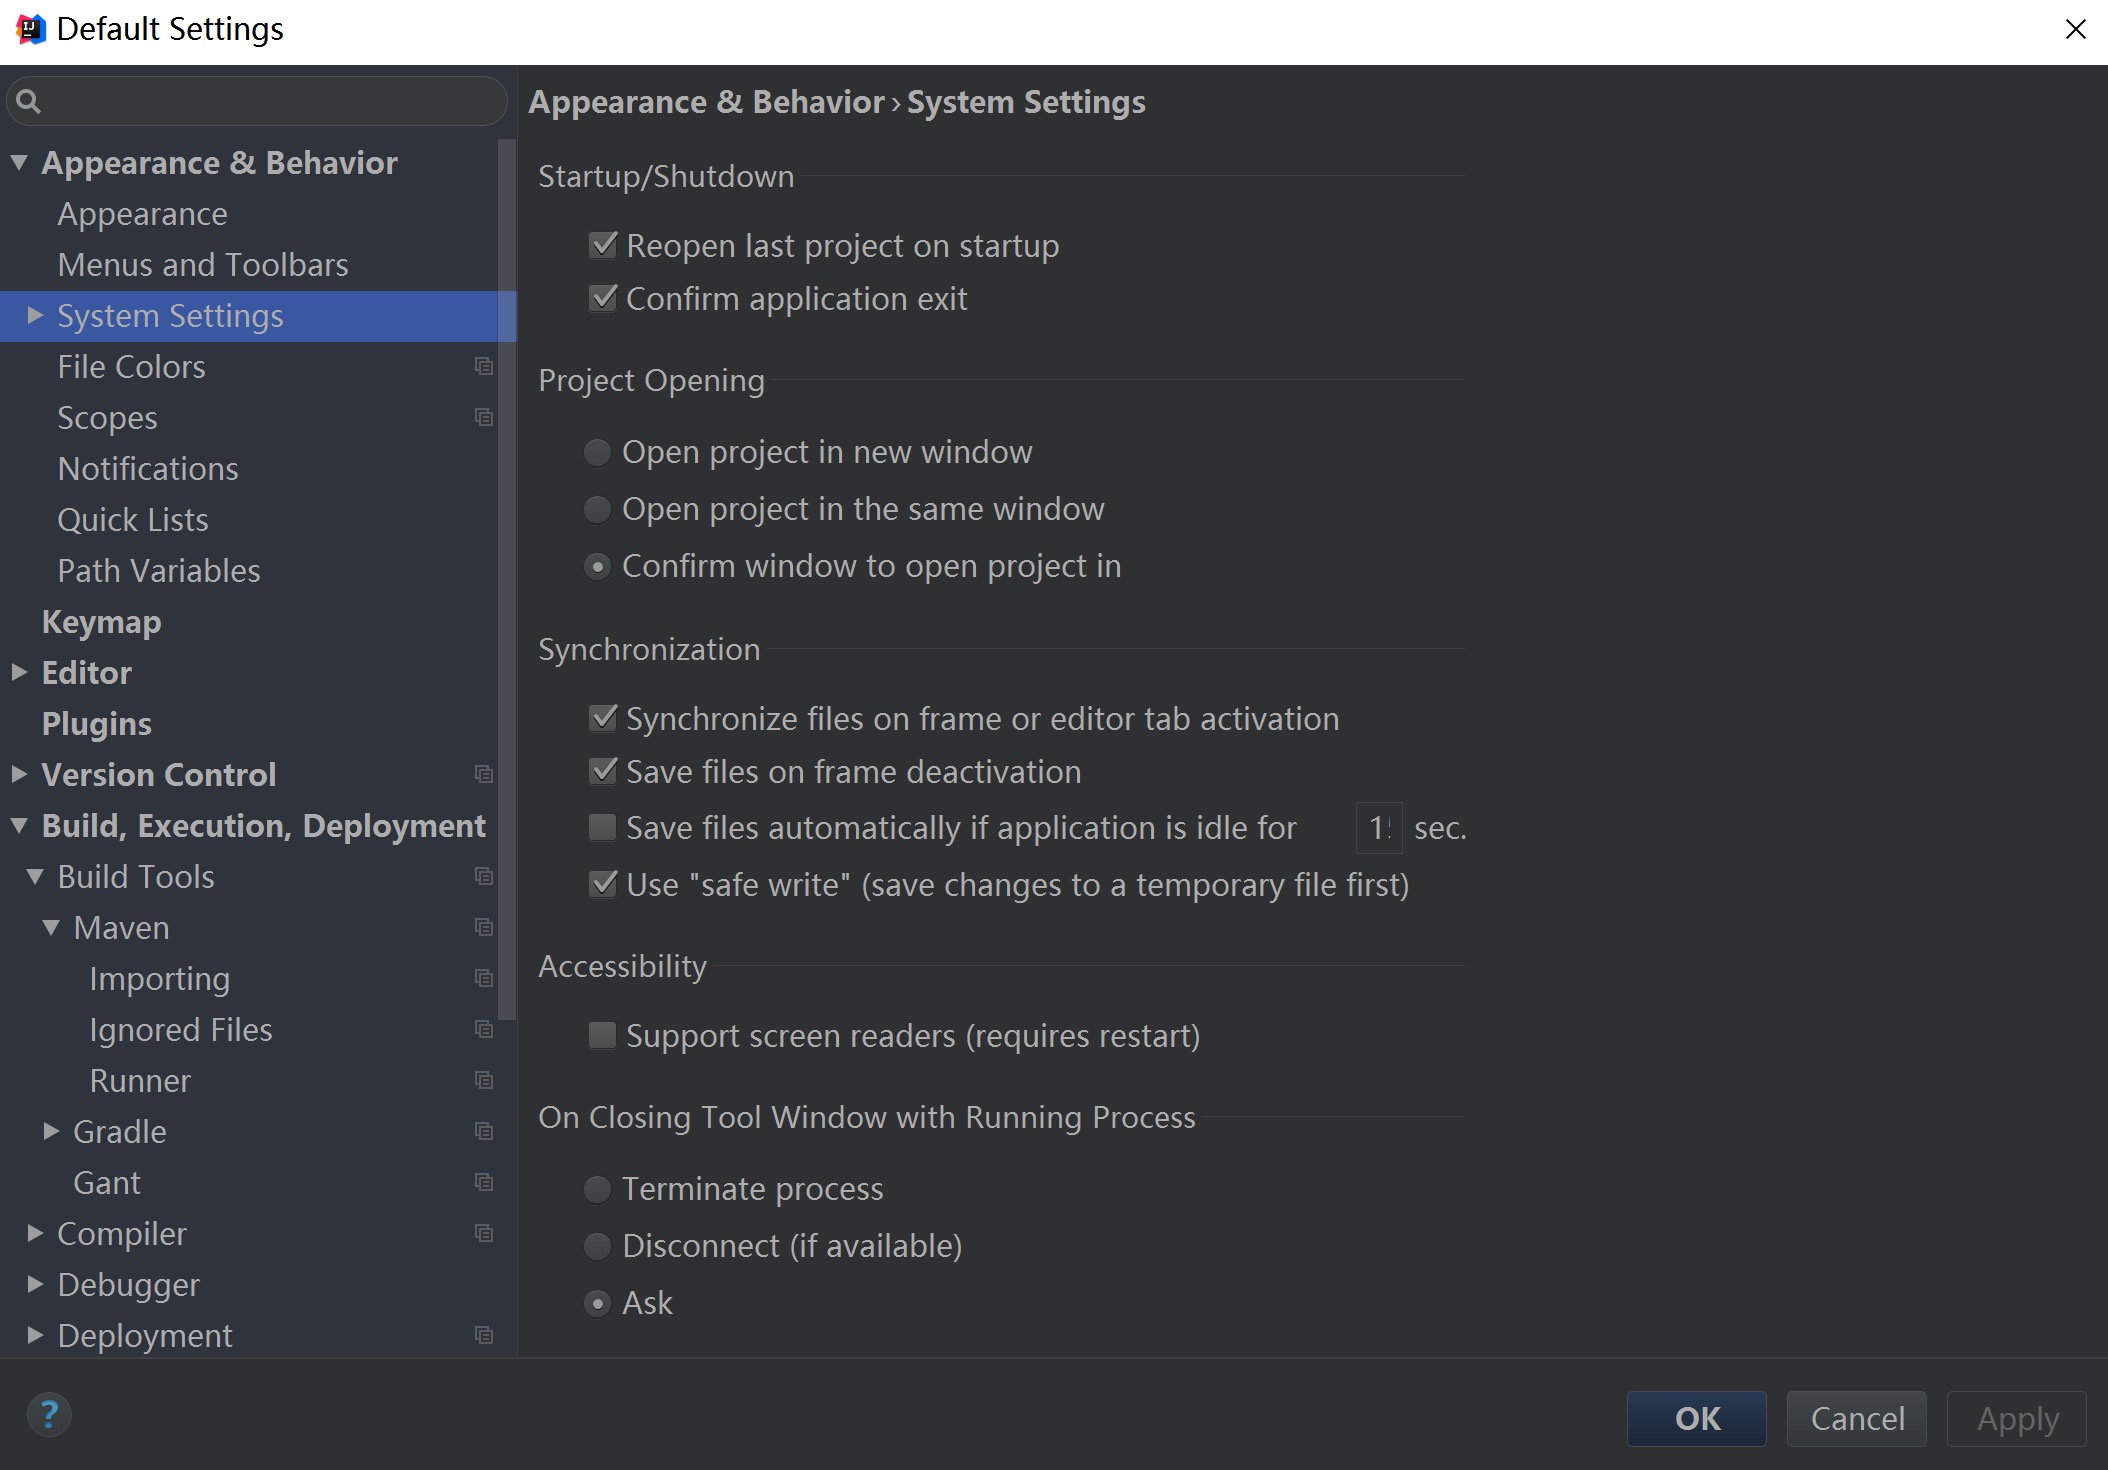 Default Settings
Appearance & Behavior
Appearance
Menus and Toolbars
System Settings
File Colors
Scopes
Notifications
Quick Lists
Path Variables
Keymap
Editor
Plugins
Version Control
Build, Execution, Deployment
Build Tools
Maven
Importing
Ignored Files
Runner
Gradle
Gant
Compiler
Debugger
Deployment
Appearance & Behavior › System Settings
Startup/Shutdown
Reopen last project on startup
Confirm application exit
Project Opening
Open project in new window
Open project in the same window
Confirm window to open project in
Synchronization
Synchronize files on frame or editor tab activation
Save files on frame deactivation
Save files automatically if application is idle for sec.
Use "safe write" (save changes to a temporary file first)
Accessibility
Support screen readers (requires restart)
On Closing Tool Window with Running Process
Terminate process
Disconnect (if available)
Ask
?
OK Cancel Apply